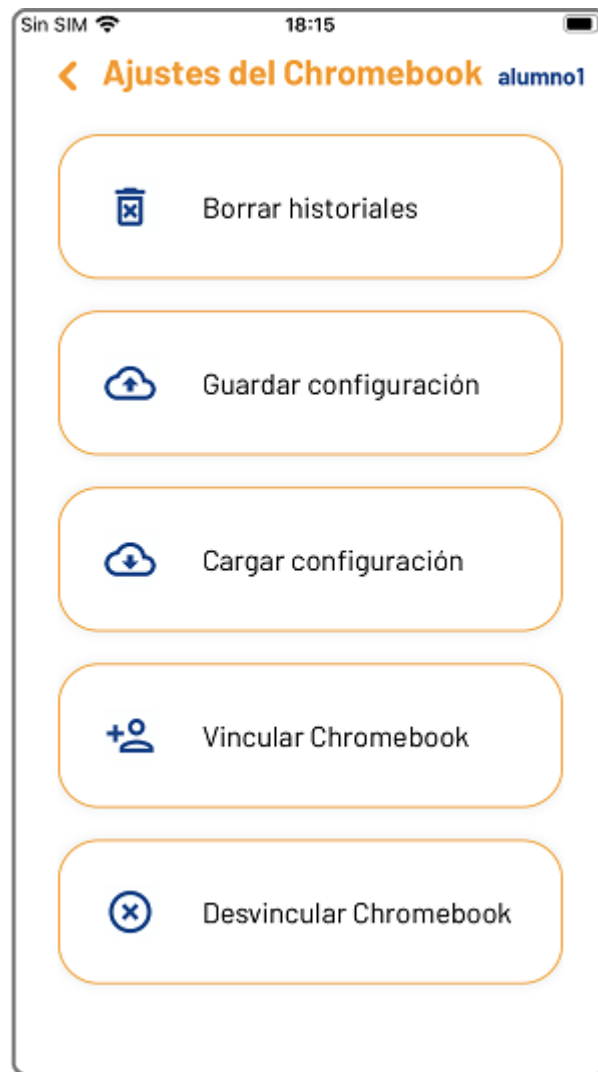 Sin SIM 18:15
Ajustes del Chromebook alumno1
Borrar historiales
Guardar configuración
Cargar configuración
Vincular Chromebook
Desvincular Chromebook